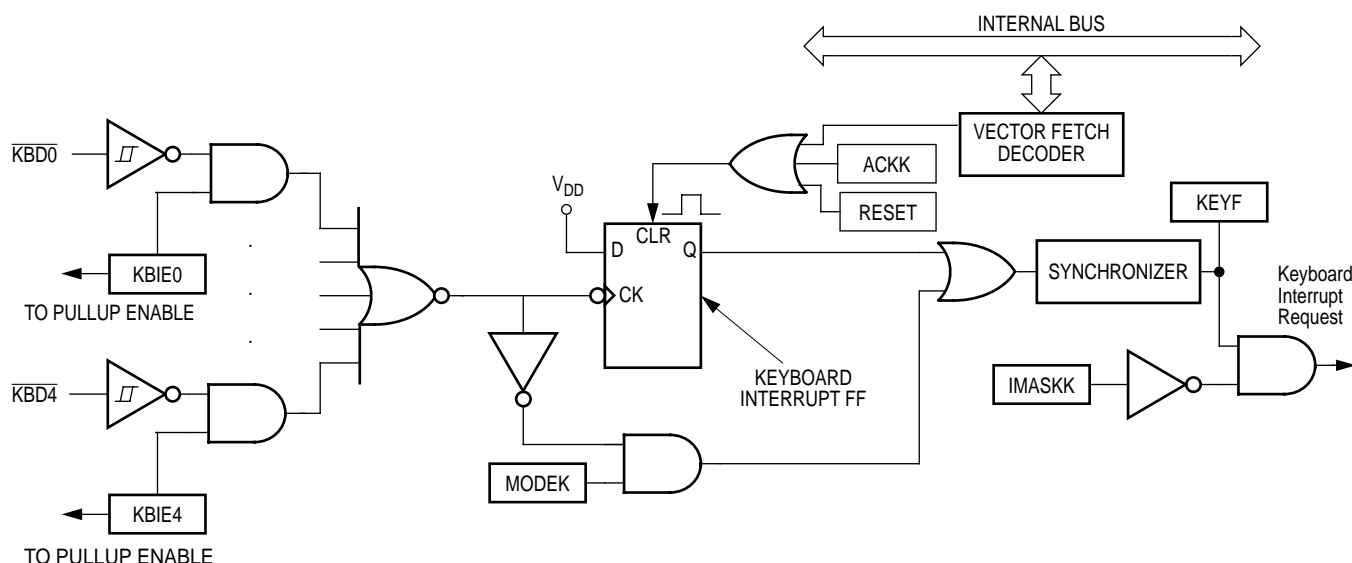 INTERNAL BUS
VECTOR FETCH
DECODER
KBD0
ACKK
VDD
RESET
KEYF
CLR
D
Q
SYNCHRONIZER
KBIE0
CK
Keyboard
Interrupt
Request
TO PULLUP ENABLE
KBD4
KEYBOARD
INTERRUPT FF
IMASKK
MODEK
KBIE4
TO PULLUP ENABLE